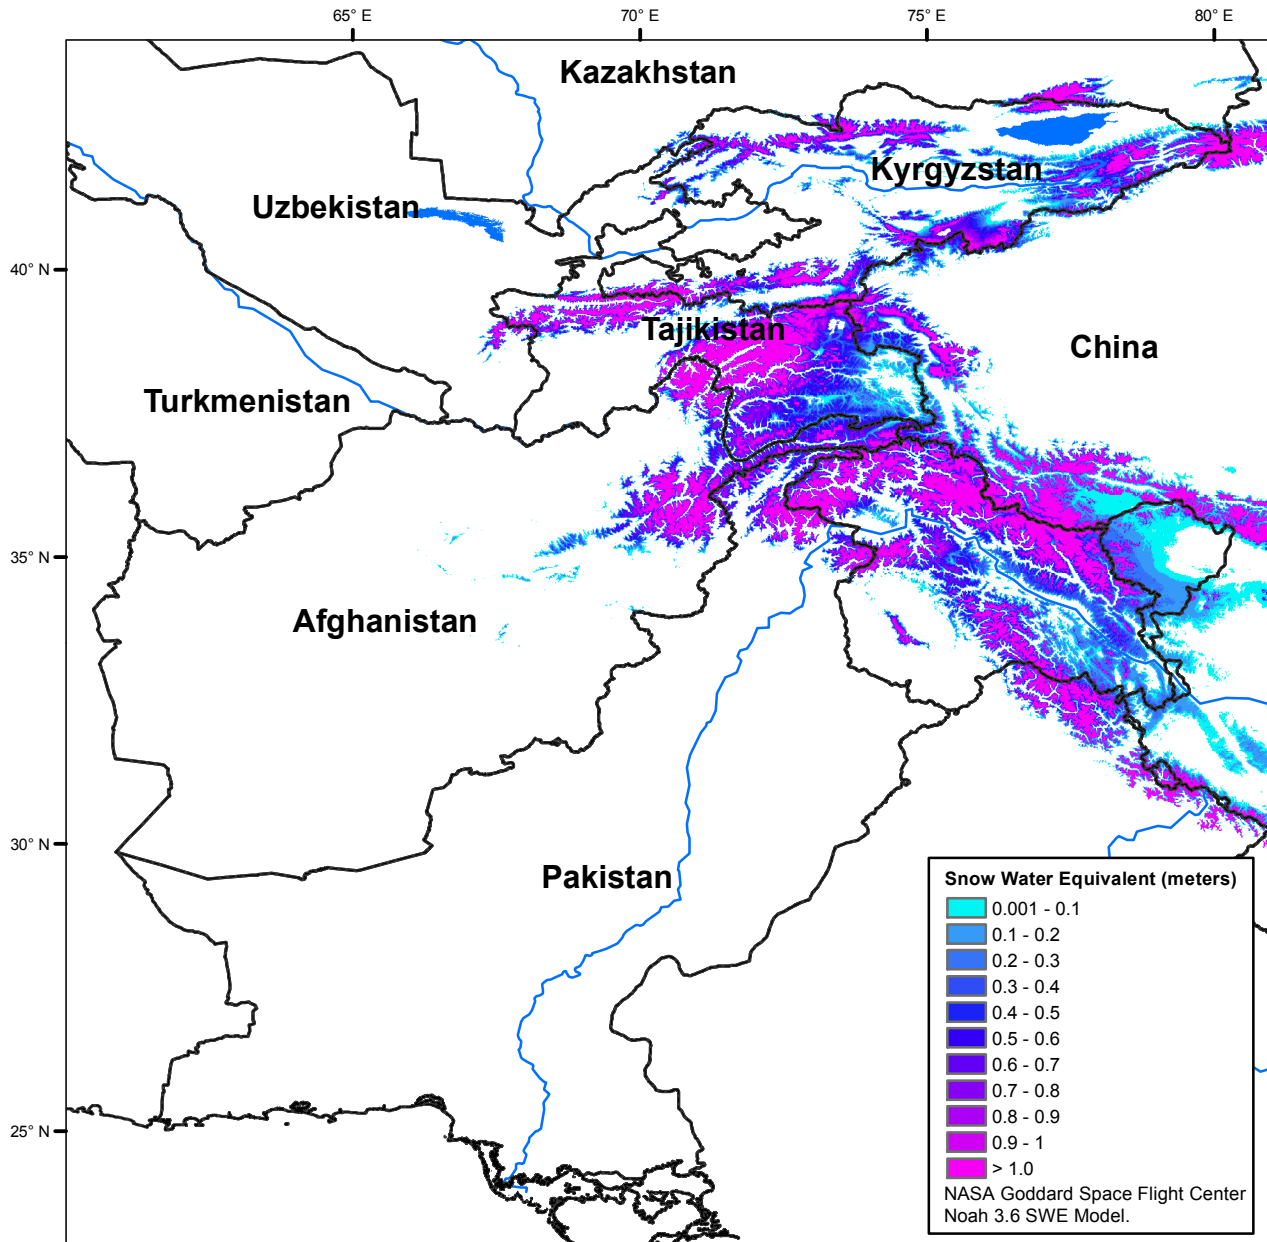 65° E
70° E
75° E
80° E
Kazakhstan
Kyrgyzstan
Uzbekistan
40° N
Tajikistan
China
Turkmenistan
35° N
Afghanistan
30° N
Pakistan
25° N
Snow Water Equivalent (meters)
0.001 - 0.1
0.1 - 0.2
0.2 - 0.3
0.3 - 0.4
0.4 - 0.5
0.5 - 0.6
0.6 - 0.7
0.7 - 0.8
0.8 - 0.9
0.9 - 1
> 1.0
NASA Goddard Space Flight Center
Noah 3.6 SWE Model.